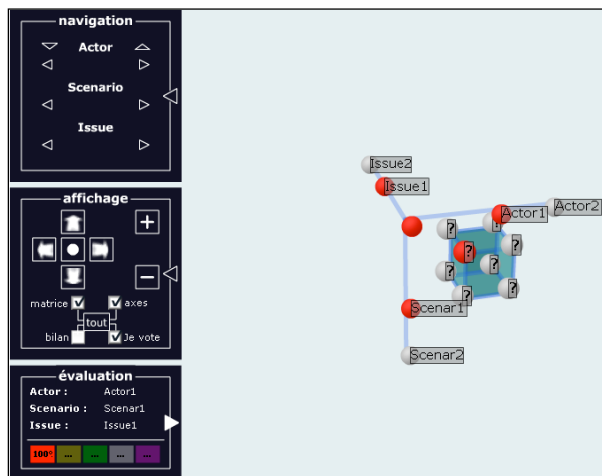 navigation
Actor
Scenario
Issue
affichage
matrice
axes
tout
bilan
Je vote
évaluation
Actor : Actor1
Scenario : Scenar1
Issue : Issue1
... ... ... ...
Issue2
Issue1
Actor1
Actor2
?
?
?
?
?
?
?
?
Scenar1
Scenar2